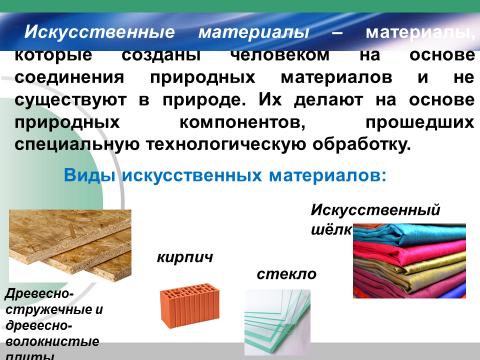 Искусственные материалы – материалы,
которые созданы человеком на основе
соединения природных материалов и не
существуют в природе. Их делают на основе
природных компонентов, прошедших
специальную технологическую обработку.
Виды искусственных материалов:
Искусственный
шёлк
кирпич
стекло
Древесно-
стружечные и
древесно-
волокнистые
плиты